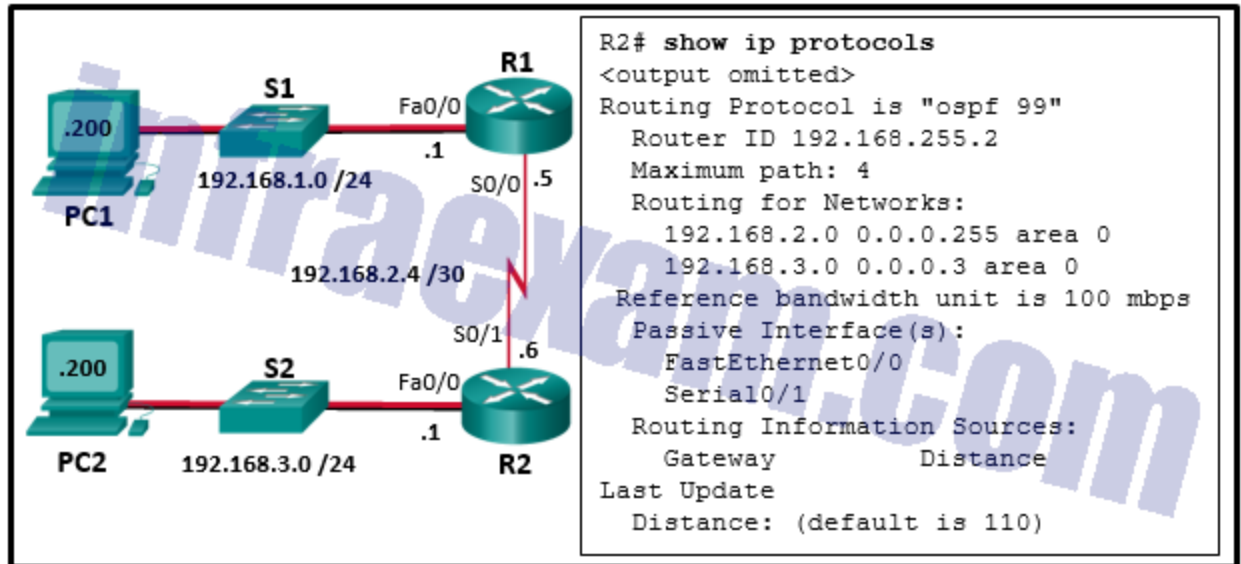 R1
S1
Fa0/0
.200
.1
192.168.1.0 /24
S0/0
.5
PC1
192.168.2.4 /30
S0/1
.6
.200
S2
Fa0/0
.1
PC2
192.168.3.0 /24
R2
R2# show ip protocols
<output omitted>
Routing Protocol is "ospf 99"
Router ID 192.168.255.2
Maximum path: 4
Routing for Networks:
192.168.2.0 0.0.0.255 area 0
192.168.3.0 0.0.0.3 area 0
Reference bandwidth unit is 100 mbps
Passive Interface(s):
FastEthernet0/0
Serial0/1
Routing Information Sources:
Gateway Distance
Last Update
Distance: (default is 110)
infraexam.com